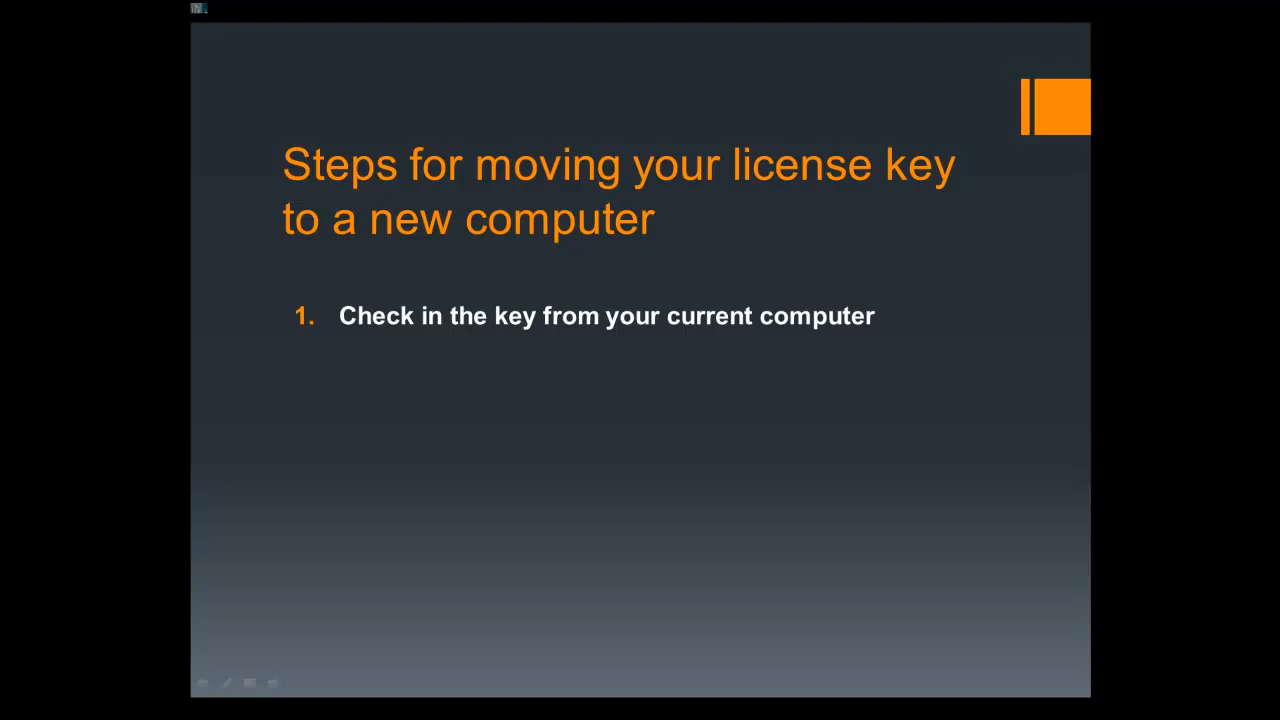 Steps for moving your license key
to a new computer
1. Check in the key from your current computer